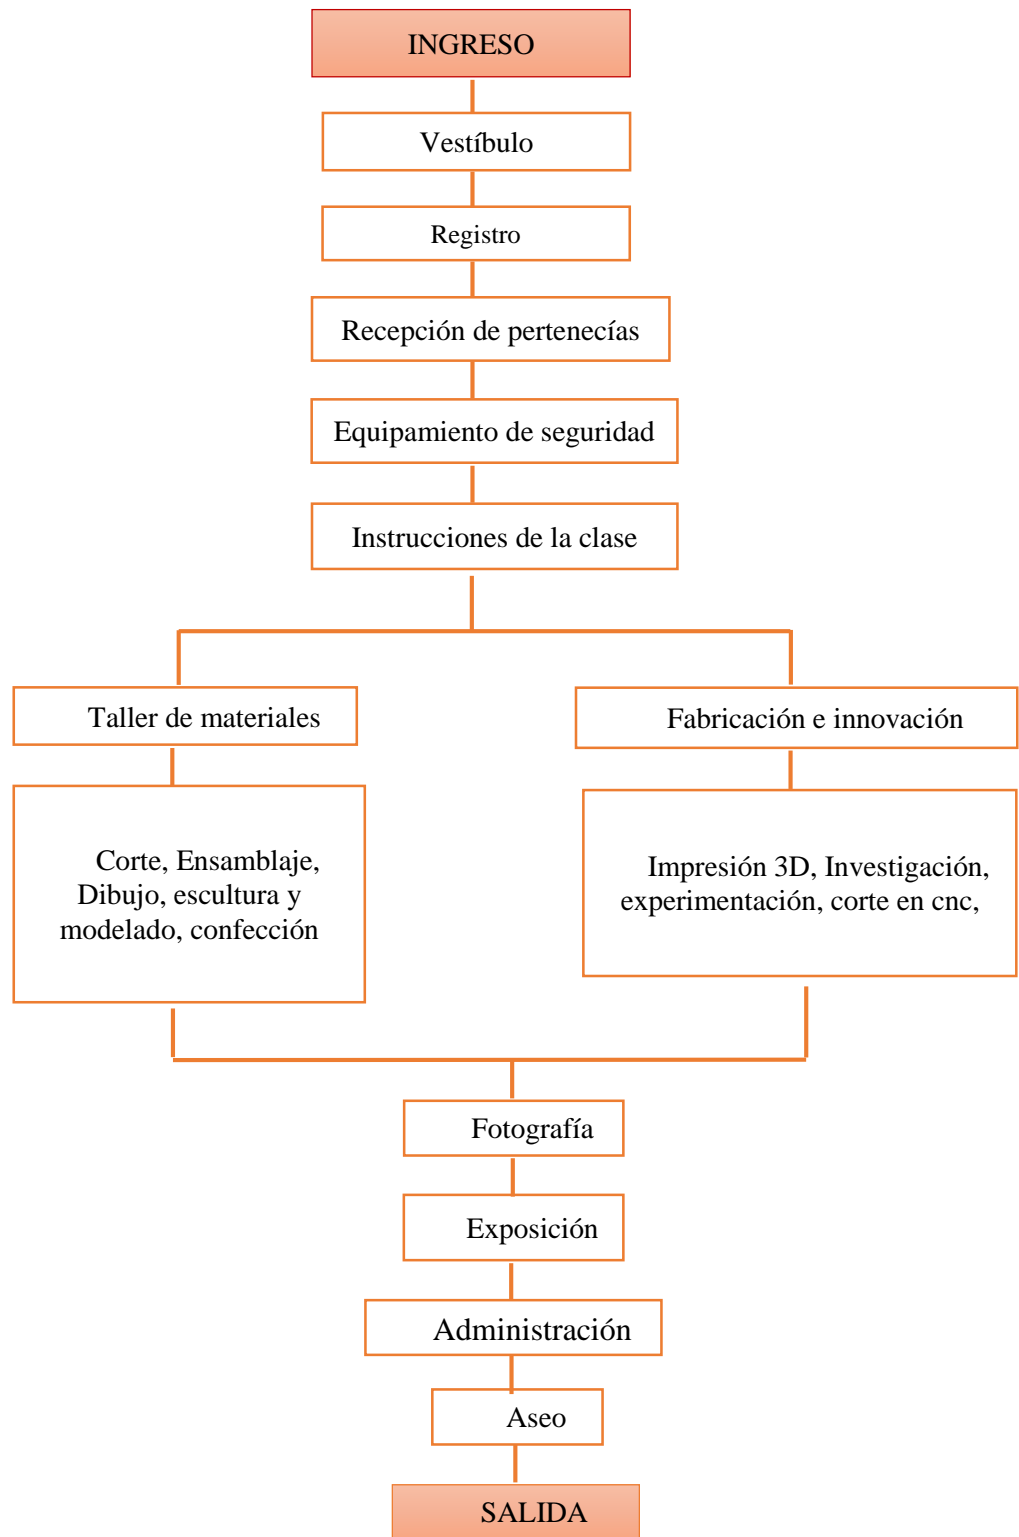 INGRESO
Vestíbulo
Registro
Recepción de pertenecías
Equipamiento de seguridad
Instrucciones de la clase
Taller de materiales
Fabricación e innovación
Corte, Ensamblaje,
Dibujo, escultura y
modelado, confección
Impresión 3D, Investigación,
experimentación, corte en cnc,
Fotografía
Exposición
Administración
Aseo
SALIDA